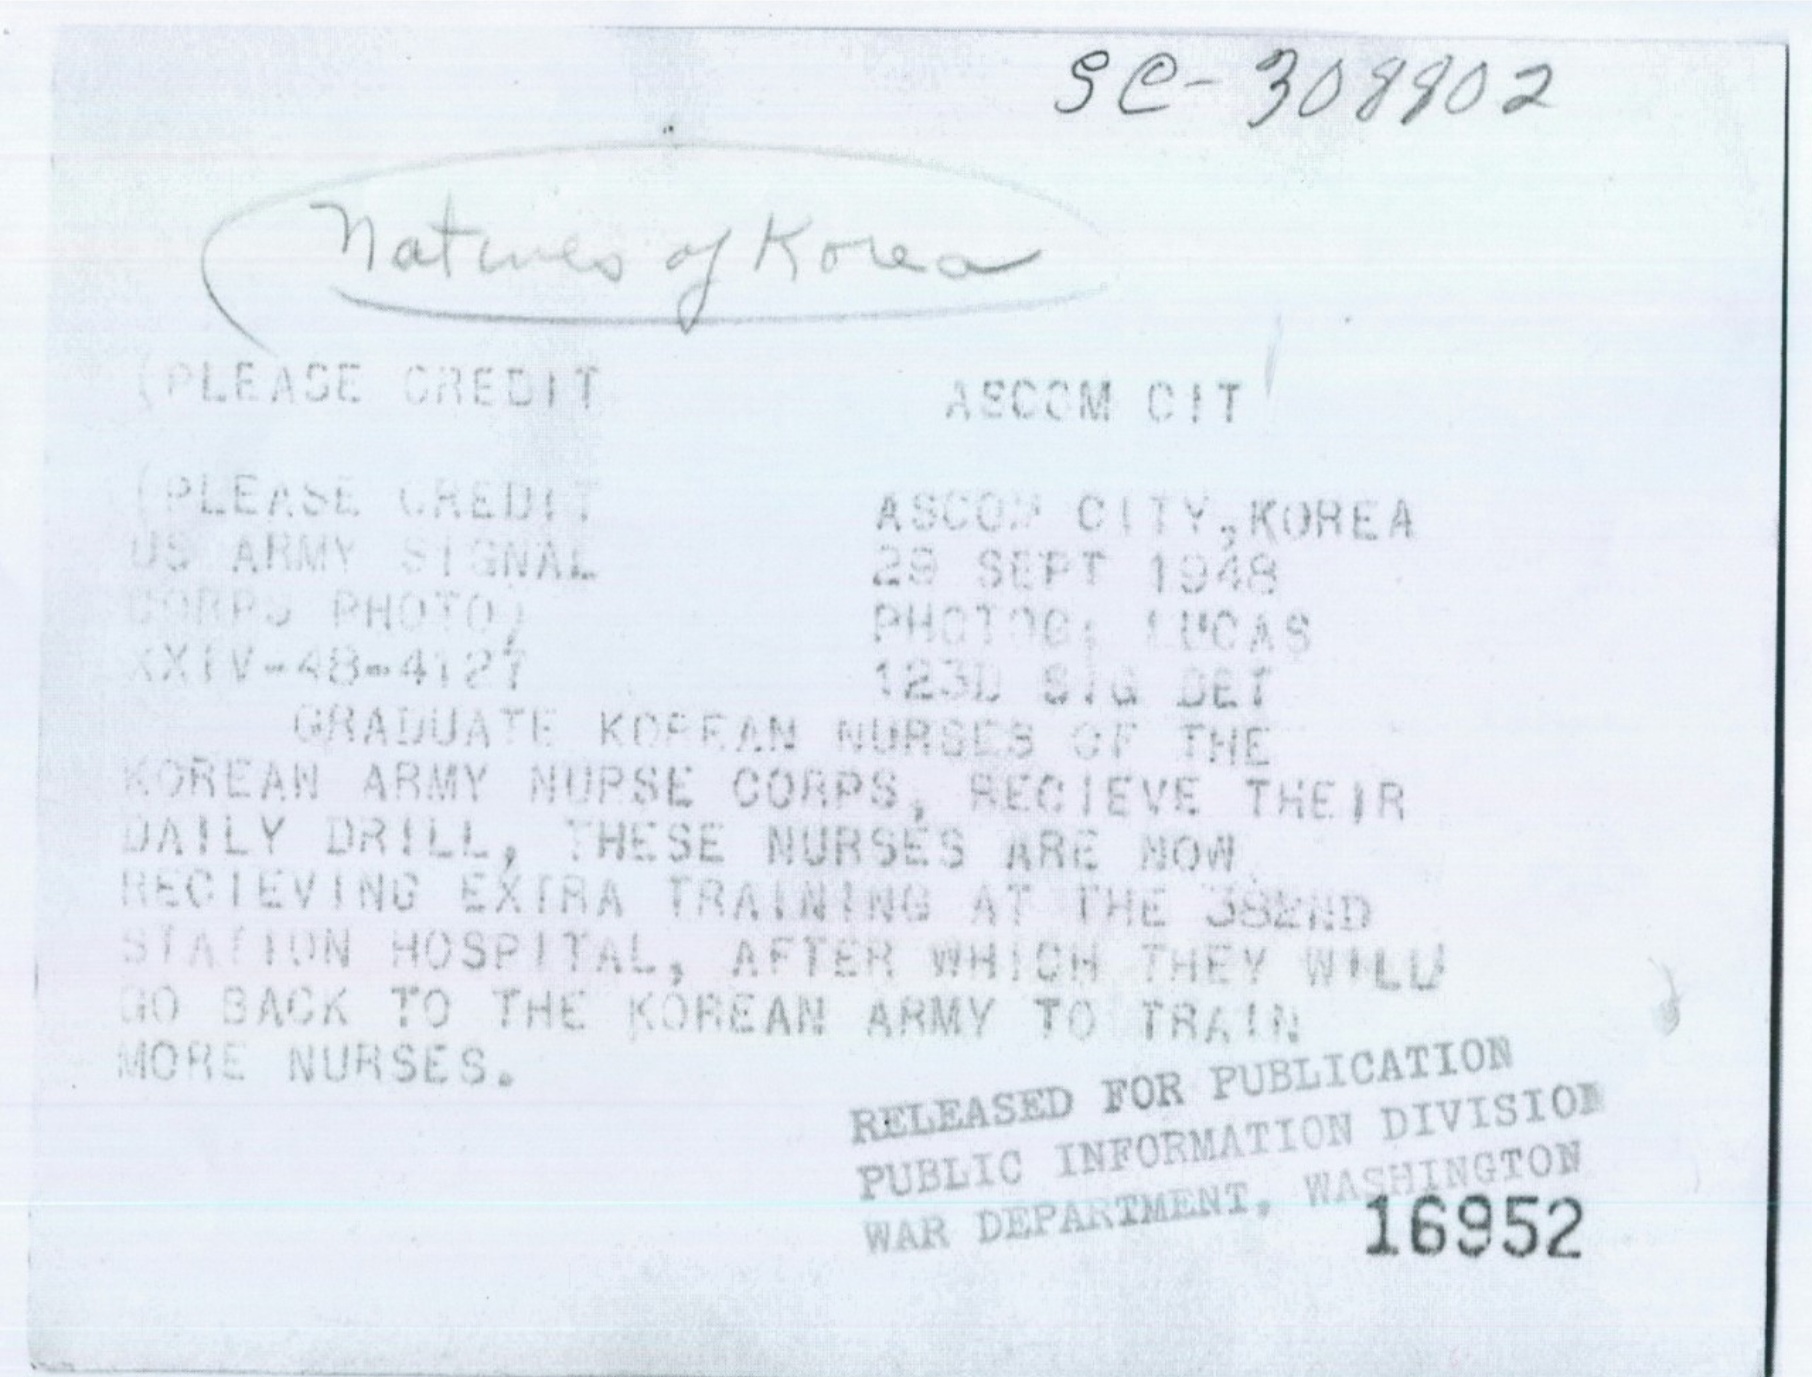 SC-308802
Natives of Korea
(PLEASE CREDIT ASCOM CIT
(PLEASE CREDIT ASCOM CITY, KOREA
US ARMY SIGNAL 29 SEPT 1948
CORPS PHOTO) PHOTOG: LUCAS
XXIV-48-4127 123D SIG DET
GRADUATE KOREAN NURSES OF THE
KOREAN ARMY NURSE CORPS, RECIEVE THEIR
DAILY DRILL, THESE NURSES ARE NOW
RECIEVING EXTRA TRAINING AT THE 382ND
STATION HOSPITAL, AFTER WHICH THEY WILL
GO BACK TO THE KOREAN ARMY TO TRAIN
MORE NURSES.
RELEASED FOR PUBLICATION
PUBLIC INFORMATION DIVISION
WAR DEPARTMENT, WASHINGTON
16952